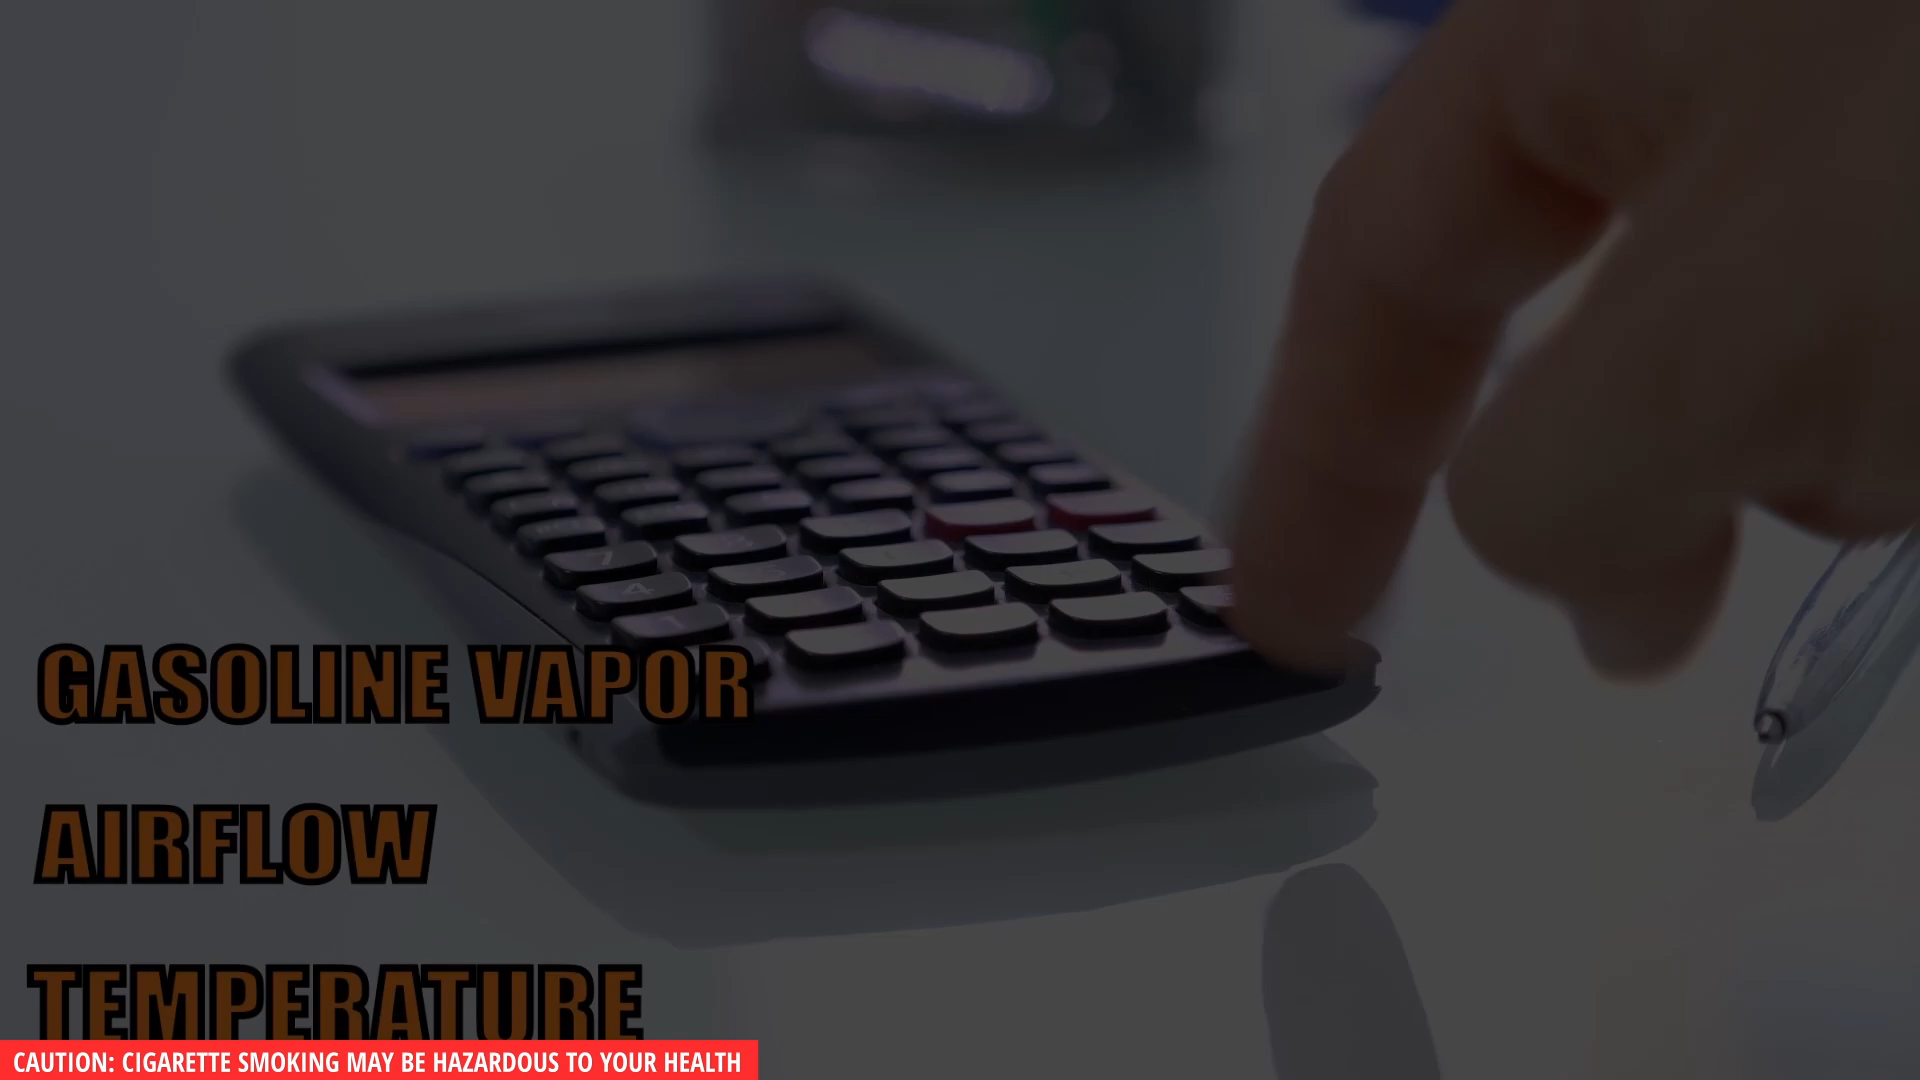 GASOLINE VAPOR
AIRFLOW
TEMPERATURE
CAUTION: CIGARETTE SMOKING MAY BE HAZARDOUS TO YOUR HEALTH